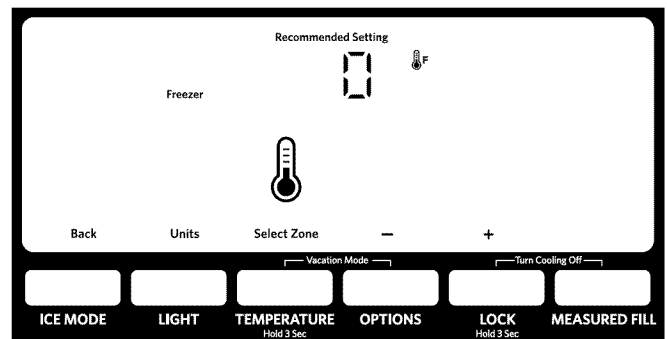 Recommended Setting
0 F
Freezer
Back Units Select Zone – +
Vacation Mode Turn Cooling Off
ICE MODE LIGHT TEMPERATURE OPTIONS LOCK MEASURED FILL
Hold 3 Sec Hold 3 Sec